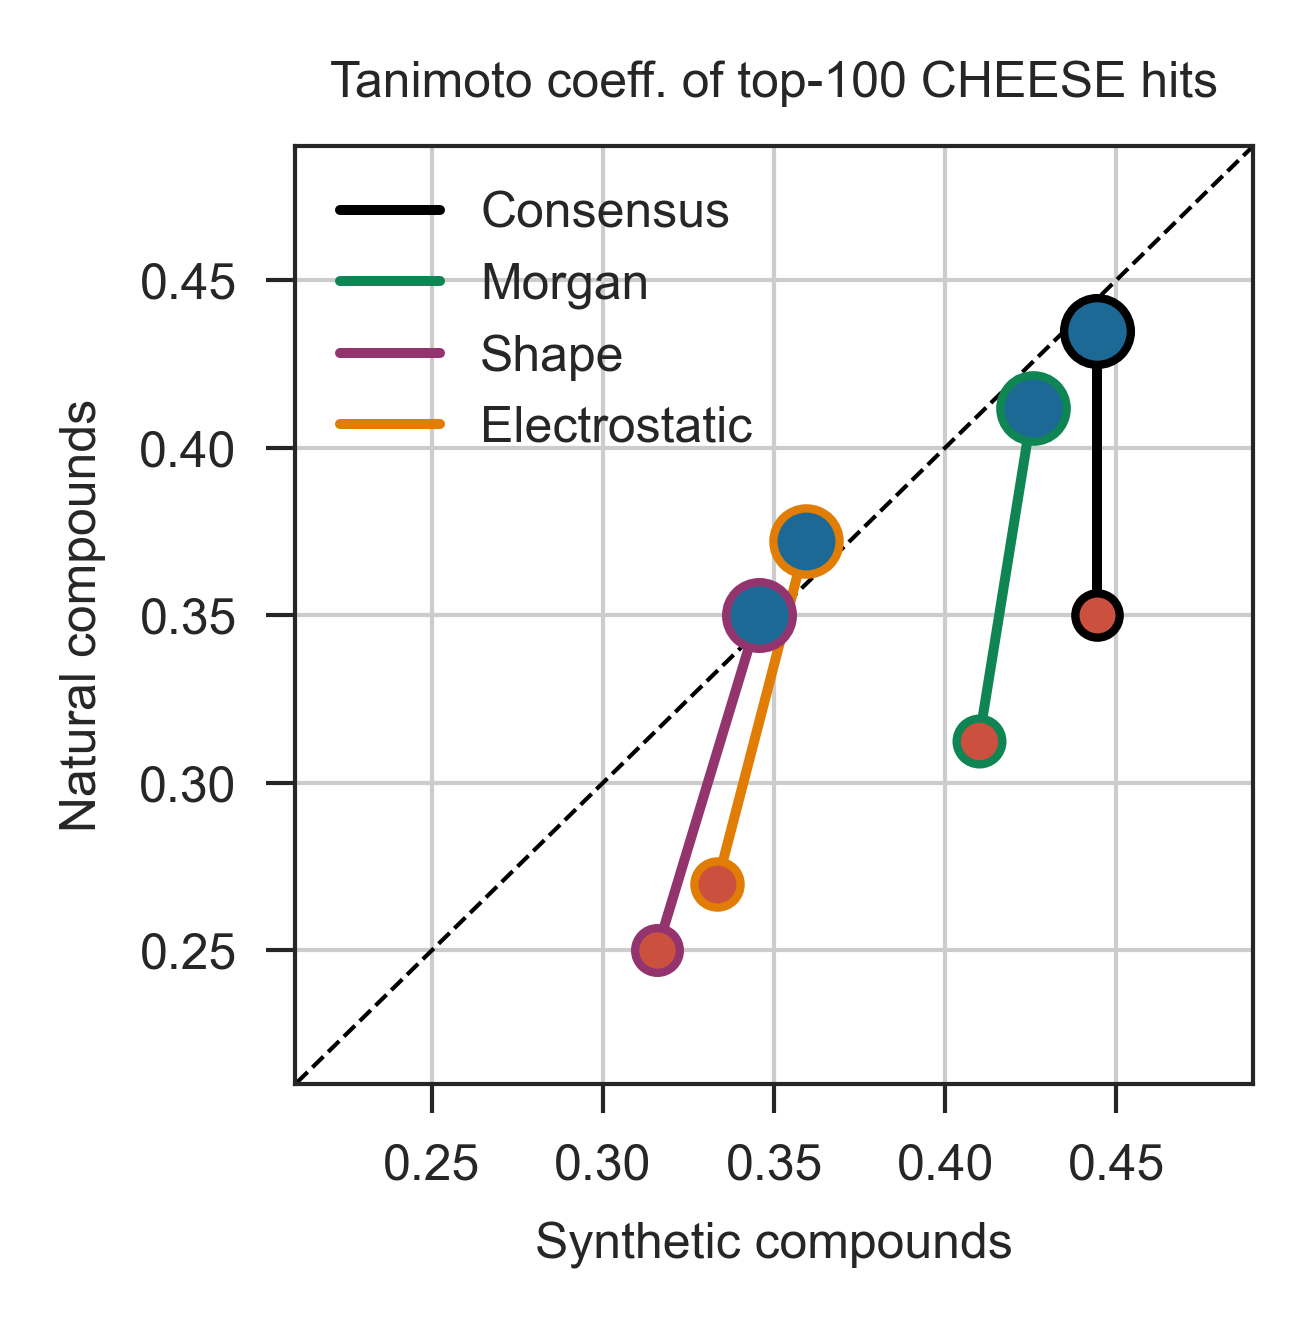 Tanimoto coeff. of top-100 CHEESE hits
Consensus
Morgan
Shape
Electrostatic
0.45
0.40
0.35
0.30
0.25
Natural compounds
0.25 0.30 0.35 0.40 0.45
Synthetic compounds